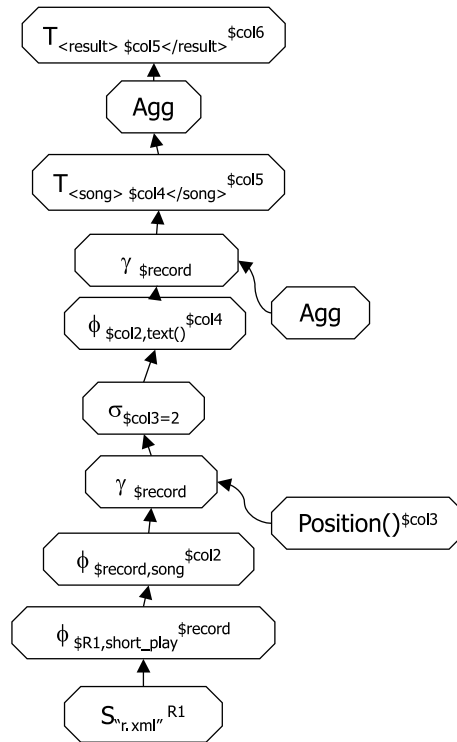 T <result> $col5</result> $col6
Agg
T <song> $col4</song> $col5
γ $record
Agg
ϕ $col2,text() $col4
σ $col3=2
γ $record
Position() $col3
ϕ $record,song $col2
ϕ $R1,short_play $record
S "r.xml" R1